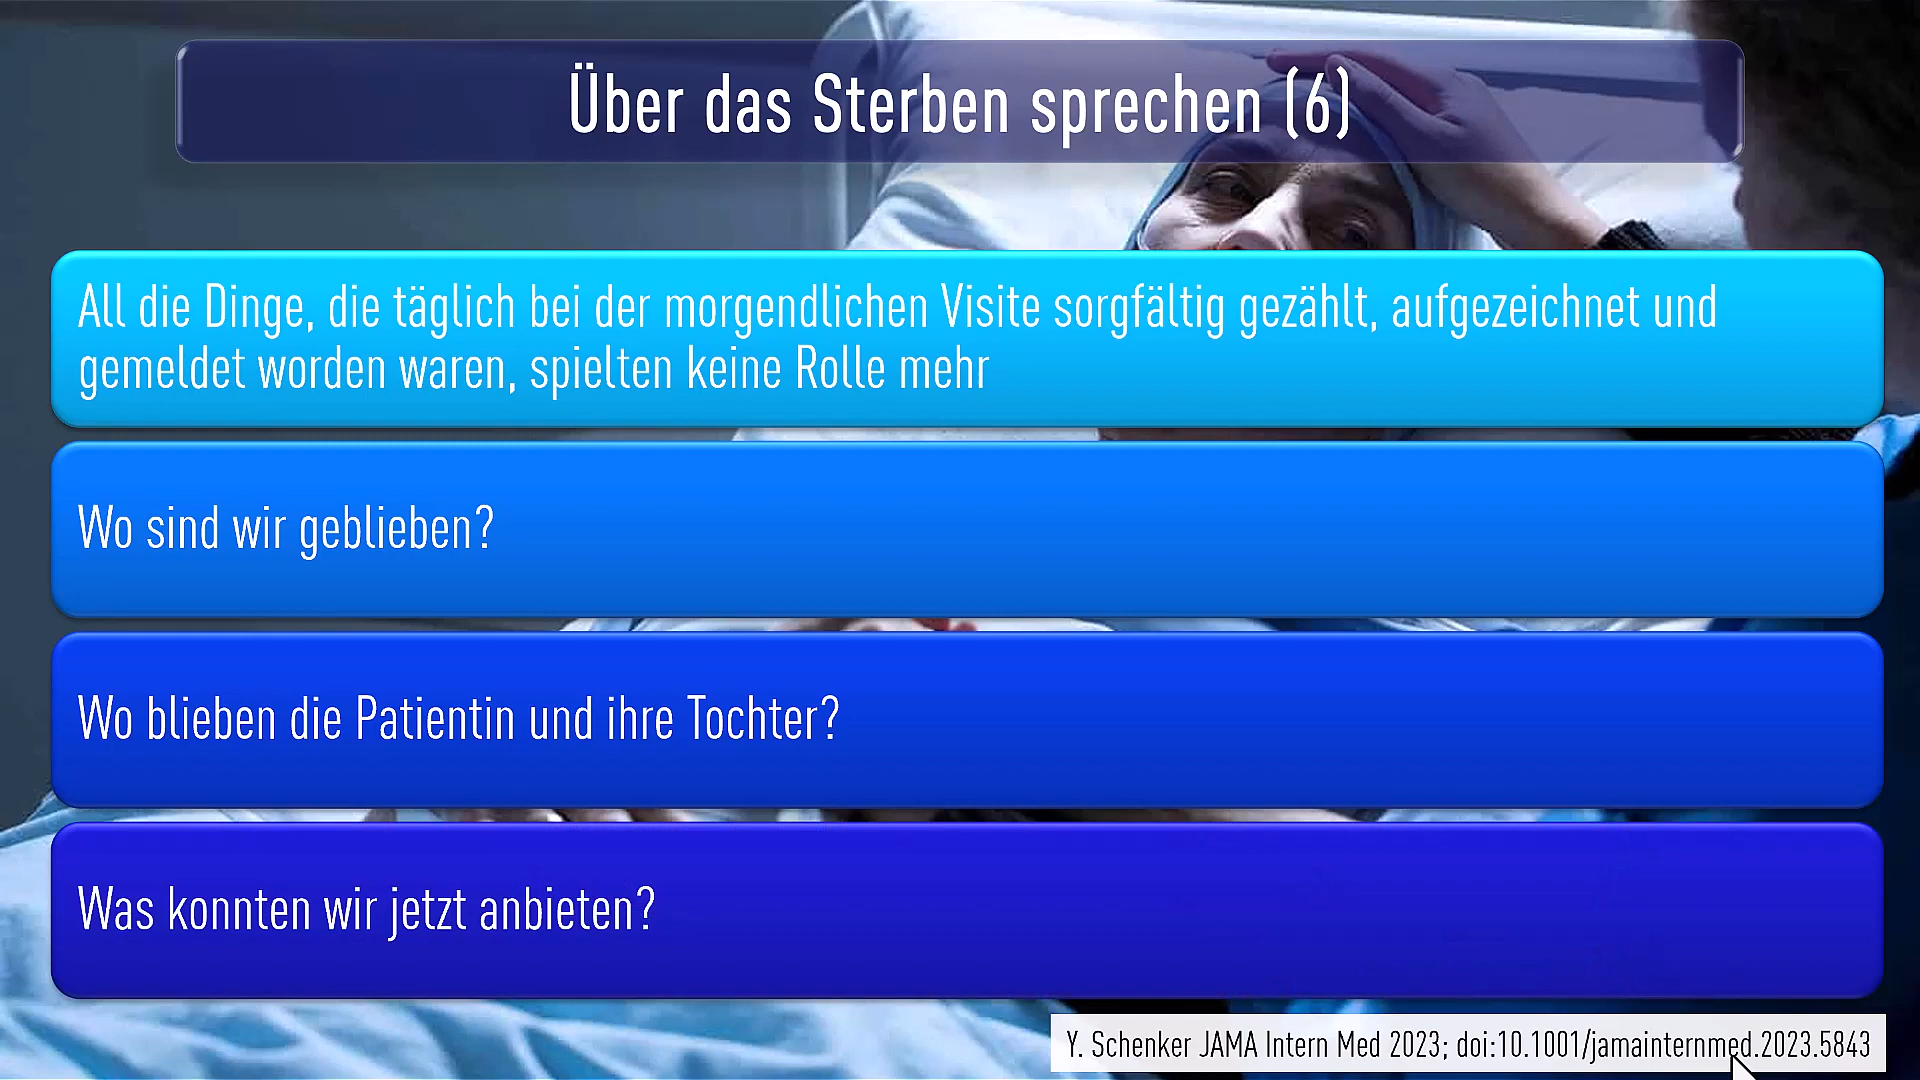 Über das Sterben sprechen (6)
All die Dinge, die täglich bei der morgendlichen Visite sorgfältig gezählt, aufgezeichnet und
gemeldet worden waren, spielten keine Rolle mehr
Wo sind wir geblieben?
Wo blieben die Patientin und ihre Tochter?
Was konnten wir jetzt anbieten?
Y. Schenker JAMA Intern Med 2023; doi:10.1001/jamainternmed.2023.5843